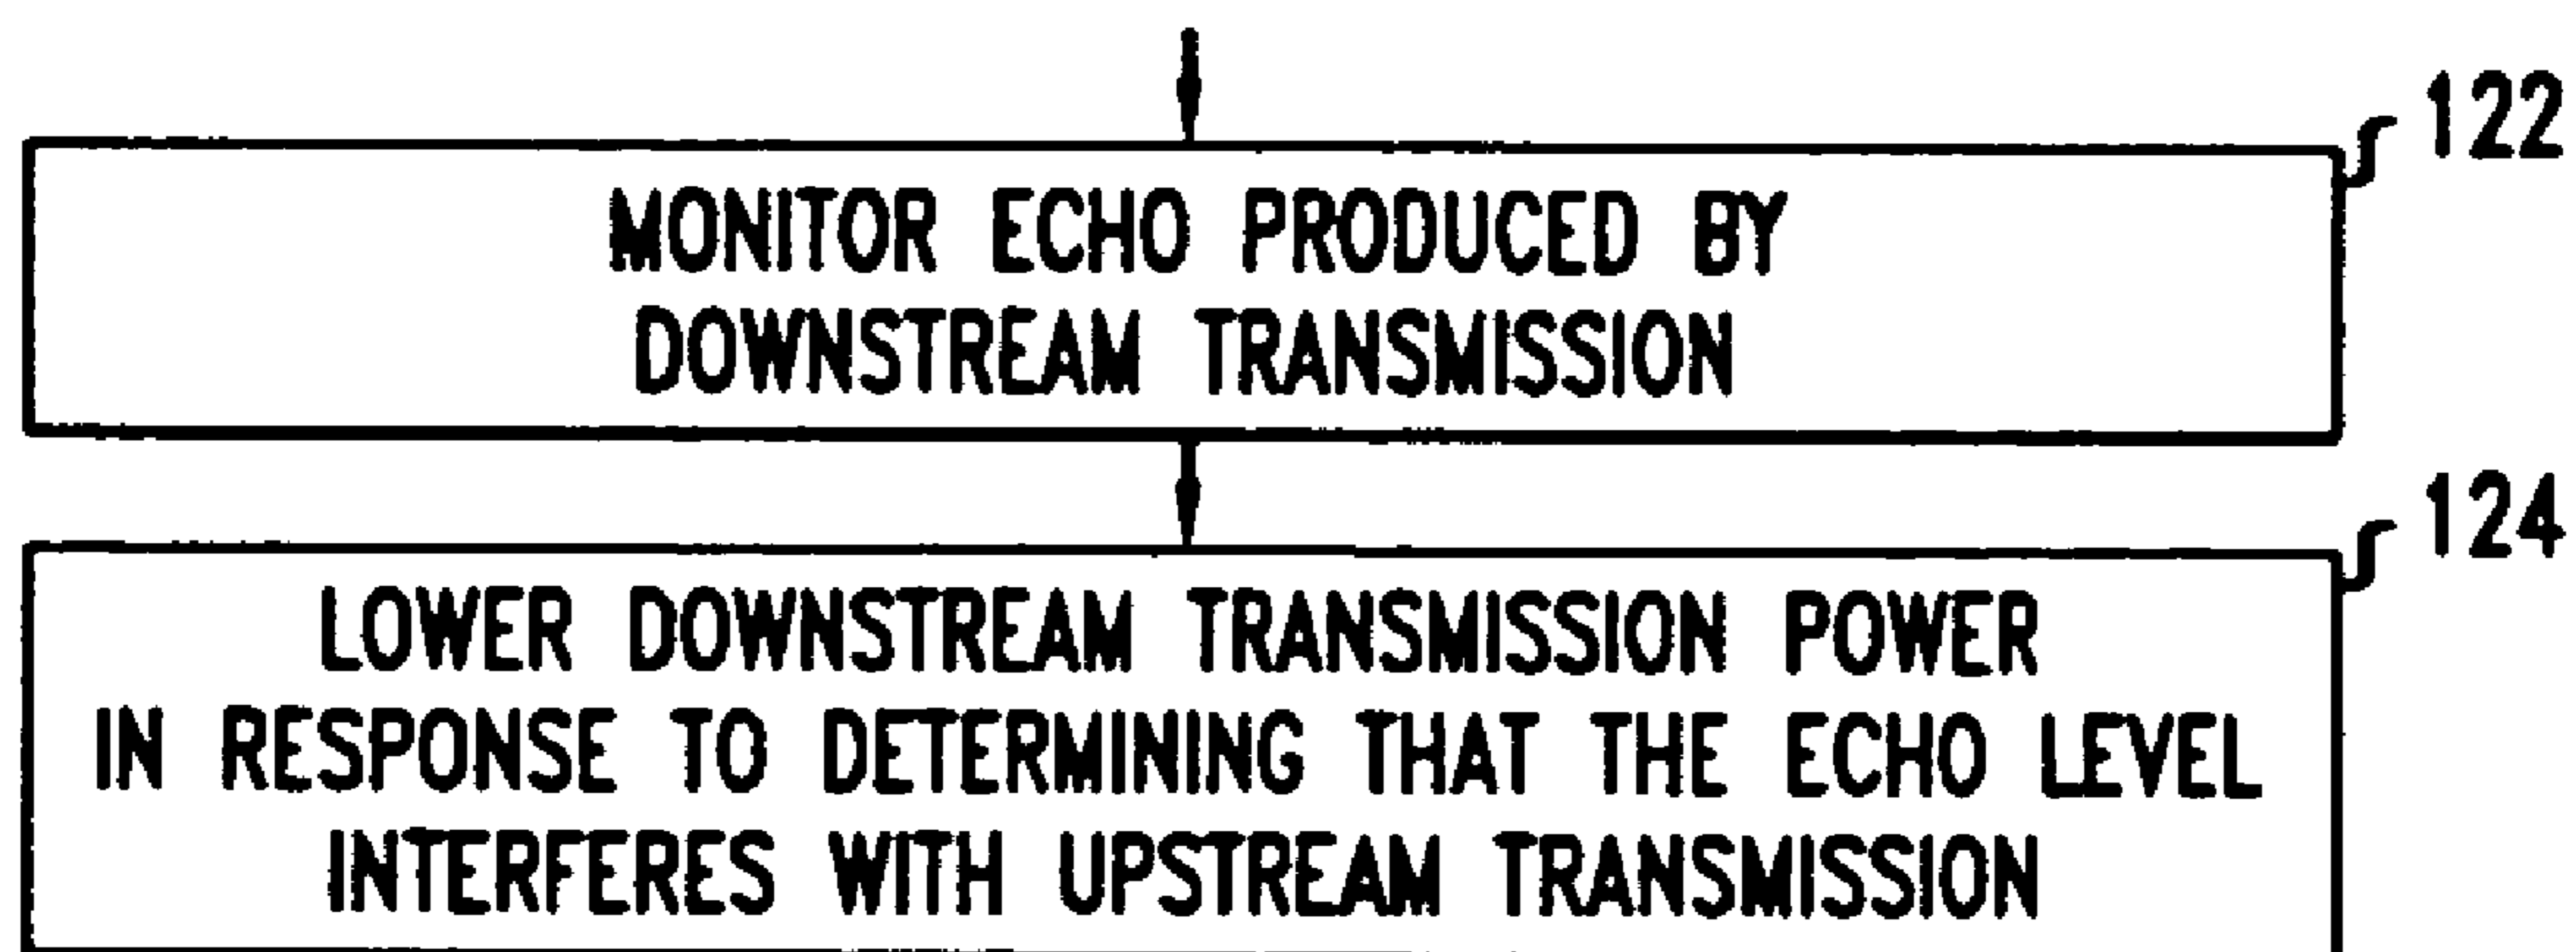 122
MONITOR ECHO PRODUCED BY
DOWNSTREAM TRANSMISSION
124
LOWER DOWNSTREAM TRANSMISSION POWER
IN RESPONSE TO DETERMINING THAT THE ECHO LEVEL
INTERFERES WITH UPSTREAM TRANSMISSION